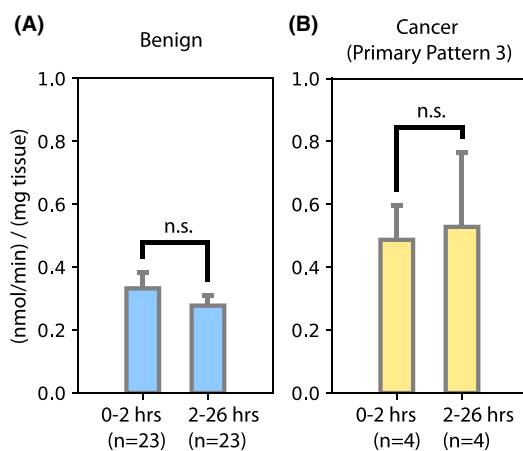 (A)
Benign
(nmol/min) / (mg tissue)
1.0
0.8
0.6
0.4
0.2
0.0
n.s.
0-2 hrs
(n=23)
2-26 hrs
(n=23)
(B)
Cancer
(Primary Pattern 3)
1.0
0.8
0.6
0.4
0.2
0.0
n.s.
0-2 hrs
(n=4)
2-26 hrs
(n=4)